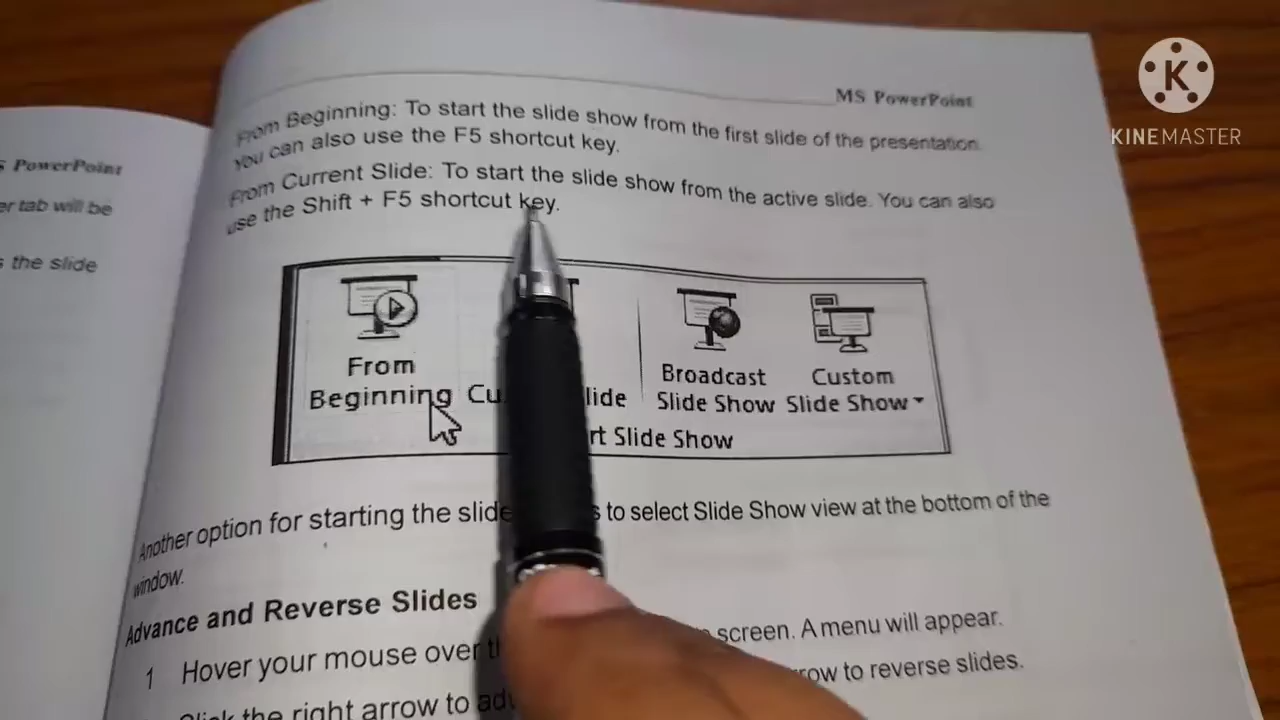 MS PowerPoint
KINEMASTER
From Beginning: To start the slide show from the first slide of the presentation.
You can also use the F5 shortcut key.
From Current Slide: To start the slide show from the active slide. You can also
use the Shift + F5 shortcut key.
PowerPoint
er tab will be
the slide
From
Beginning
lide
Broadcast
Slide Show
Custom
Slide Show
Slide Show
Another option for starting the slide to select Slide Show view at the bottom of the
window.
Advance and Reverse Slides
1 Hover your mouse over screen. A menu will appear.
the right arrow to to reverse slides.